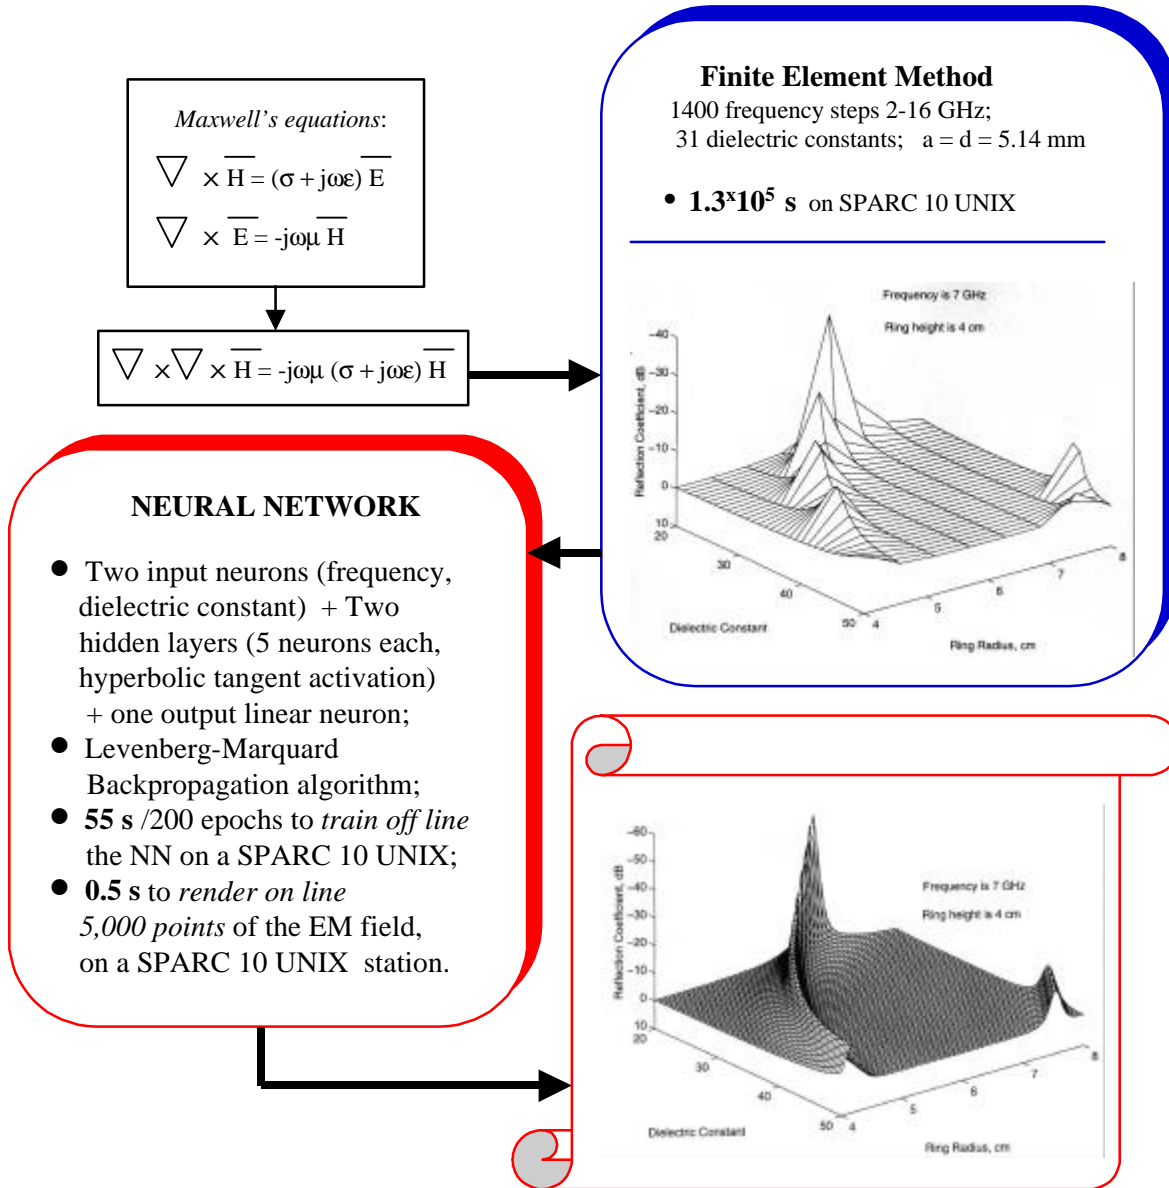 Maxwell's equations:
∇ × H̅ = (σ + jωε) E̅
∇ × E̅ = -jωμ H̅
∇ ×∇ × H̅ = -jωμ (σ + jωε) H̅
Finite Element Method
1400 frequency steps 2-16 GHz;
31 dielectric constants; a = d = 5.14 mm
• 1.3x10⁵ s on SPARC 10 UNIX
Frequency is 7 GHz
Ring height is 4 cm
Reflection Coefficient, dB
-40
-30
-20
-10
0
10
20
30
40
50
Dielectric Constant
4
5
6
7
8
Ring Radius, cm
NEURAL NETWORK
• Two input neurons (frequency,
dielectric constant) + Two
hidden layers (5 neurons each,
hyperbolic tangent activation)
+ one output linear neuron;
• Levenberg-Marquard
Backpropagation algorithm;
• 55 s /200 epochs to train off line
the NN on a SPARC 10 UNIX;
• 0.5 s to render on line
5,000 points of the EM field,
on a SPARC 10 UNIX station.
Frequency is 7 GHz
Ring height is 4 cm
Reflection Coefficient, dB
-60
-50
-40
-30
-20
-10
0
10
20
30
40
50
Dielectric Constant
4
5
6
7
8
Ring Radius, cm